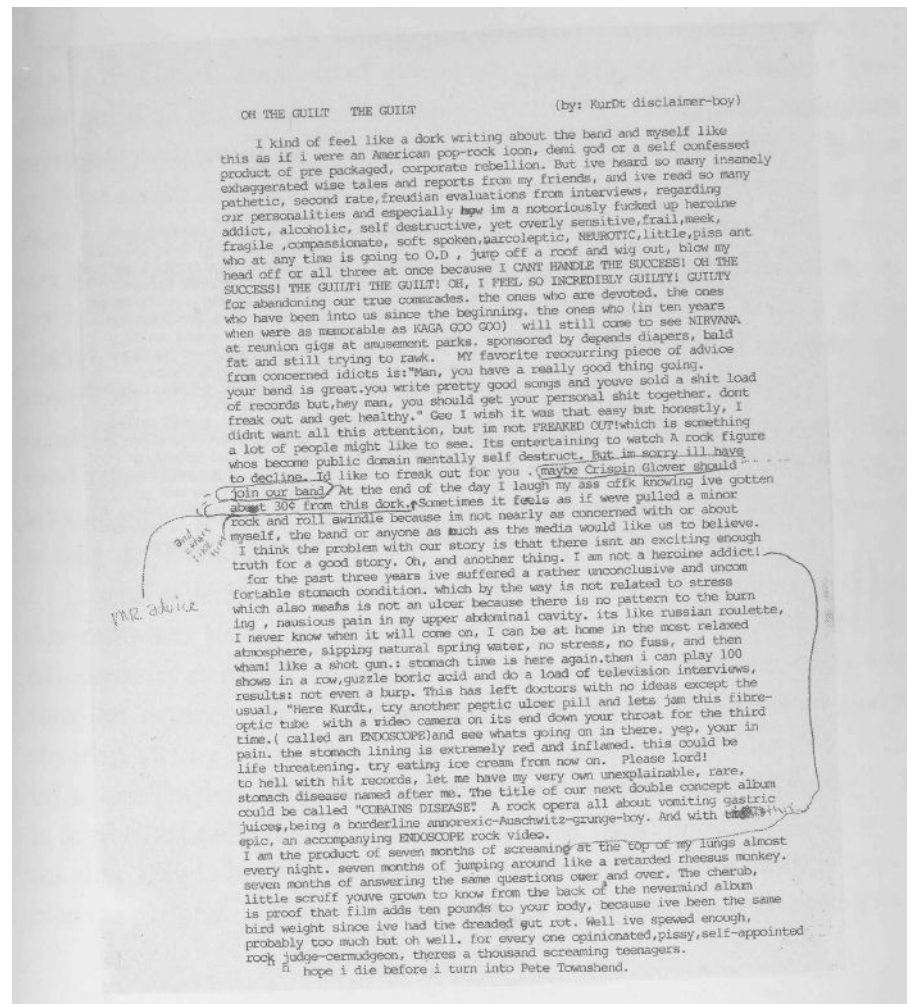 OH THE GUILT THE GUILT (by: KurDt disclaimer-boy)
I kind of feel like a dork writing about the band and myself like
this as if i were an American pop-rock icon, demi god or a self confessed
product of pre packaged, corporate rebellion. But ive heard so many insanely
exhaggerated wise tales and reports from my friends, and ive read so many
pathetic, second rate,freudian evaluations from interviews, regarding
our personalities and especially how im a notoriously fucked up heroine
addict, alcoholic, self destructive, yet overly sensitive,frail,meek,
fragile ,compassionate, soft spoken,narcoleptic, NEUROTIC,little,piss ant
who at any time is going to O.D , jump off a roof and wig out, blow my
head off or all three at once because I CANT HANDLE THE SUCCESS! OH THE
SUCCESS! THE GUILT! THE GUILT! OH, I FEEL SO INCREDIBLY GUILTY! GUILTY
for abandoning our true commrades. the ones who are devoted. the ones
who have been into us since the beginning. the ones who (in ten years
when were as memorable as KAGA GOO GOO) will still come to see NIRVANA
at reunion gigs at amusement parks. sponsored by depends diapers, bald
fat and still trying to rawk. MY favorite reocurring piece of advice
from concerned idiots is:"Man, you have a really good thing going.
your band is great.you write pretty good songs and youve sold a shit load
of records but,hey man, you should get your personal shit together. dont
freak out and get healthy." Gee I wish it was that easy but honestly, I
didnt want all this attention, but im not FREAKED OUT!which is something
a lot of people might like to see. Its entertaining to watch A rock figure
whos become public domain mentally self destruct. But im sorry ill have
to decline. Id like to freak out for you . maybe Crispin Glover should
join our band At the end of the day I laugh my ass offk knowing ive gotten
about 30¢ from this dork. Sometimes it feels as if weve pulled a minor
rock and roll swindle because im not nearly as concerned with or about
and others like him
myself, the band or anyone as much as the media would like us to believe.
I think the problem with our story is that there isnt an exciting enough
truth for a good story. Oh, and another thing. I am not a heroine addict!
for the past three years ive suffered a rather unconclusive and uncom
fortable stomach condition. which by the way is not related to stress
MR advice
which also means is not an ulcer because there is no pattern to the burn
ing , nausious pain in my upper abdominal cavity. its like russian roulette,
I never know when it will come on, I can be at home in the most relaxed
atmosphere, sipping natural spring water, no stress, no fuss, and then
wham! like a shot gun.: stomach time is here again.then i can play 100
shows in a row,guzzle boric acid and do a load of television interviews,
results: not even a burp. This has left doctors with no ideas except the
usual, "Here Kurdt, try another peptic ulcer pill and lets jam this fibre-
optic tube with a video camera on its end down your throat for the third
time.( called an ENDOSCOPE)and see whats going on in there. yep, your in
pain. the stomach lining is extremely red and inflamed. this could be
life threatening. try eating ice cream from now on. Please lord!
to hell with hit records, let me have my very own unexplainable, rare,
stomach disease named after me. The title of our next double concept album
could be called "COBAINS DISEASE". A rock opera all about vomiting gastric
juices,being a borderline annorexic-Auschwitz-grunge-boy. And with this
epic, an accompanying ENDOSCOPE rock video.
I am the product of seven months of screaming at the top of my lungs almost
every night. seven months of jumping around like a retarded rheesus monkey.
seven months of answering the same questions over and over. The cherub,
little scruff youve grown to know from the back of the nevermind album
is proof that film adds ten pounds to your body, because ive been the same
bird weight since ive had the dreaded gut rot. Well ive spewed enough,
probably too much but oh well. for every one opinionated,pissy,self-appointed
rock judge-cermudgeon, theres a thousand screaming teenagers.
hope i die before i turn into Pete Townshend.